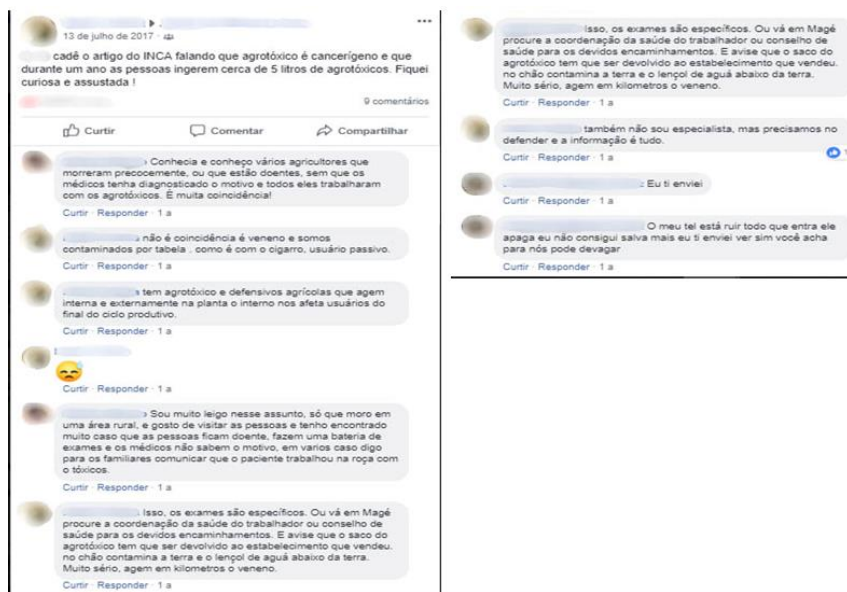 13 de julho de 2017
cadê o artigo do INCA falando que agrotóxico é cancerígeno e que
durante um ano as pessoas ingerem cerca de 5 litros de agrotóxicos. Fiquei
curiosa e assustada !
9 comentários
Curtir Comentar Compartilhar
Conhecia e conheço vários agricultores que
morreram precocemente, ou que estão doentes, sem que os
médicos tenha diagnosticado o motivo e todos eles trabalharam
com os agrotóxicos. È muita coincidência!
Curtir · Responder · 1 a
não é coincidência é veneno e somos
contaminados por tabela . como é com o cigarro, usuário passivo.
Curtir · Responder · 1 a
tem agrotóxico e defensivos agrícolas que agem
interna e externamente na planta o interno nos afeta usuários do
final do ciclo produtivo.
Curtir · Responder · 1 a
Curtir · Responder · 1 a
Sou muito leigo nesse assunto, só que moro em
uma área rural, e gosto de visitar as pessoas e tenho encontrado
muito caso que as pessoas ficam doente, fazem uma bateria de
exames e os médicos não sabem o motivo, em varios caso digo
para os familiares comunicar que o paciente trabalhou na roça com
o tóxicos.
Curtir · Responder · 1 a
Isso, os exames são específicos. Ou vá em Magé
procure a coordenação da saúde do trabalhador ou conselho de
saúde para os devidos encaminhamentos. E avise que o saco do
agrotóxico tem que ser devolvido ao estabelecimento que vendeu.
no chão contamina a terra e o lençol de aguá abaixo da terra.
Muito sério, agem em kilometros o veneno.
Curtir · Responder · 1 a
Isso, os exames são específicos. Ou vá em Magé
procure a coordenação da saúde do trabalhador ou conselho de
saúde para os devidos encaminhamentos. E avise que o saco do
agrotóxico tem que ser devolvido ao estabelecimento que vendeu.
no chão contamina a terra e o lençol de aguá abaixo da terra.
Muito sério, agem em kilometros o veneno.
Curtir · Responder · 1 a
também não sou especialista, mas precisamos no
defender e a informação é tudo.
Curtir · Responder · 1 a
Eu ti enviei
Curtir · Responder · 1 a
O meu tel está ruir todo que entra ele
apaga eu não consigui salva mais eu ti enviei ver sim você acha
para nós pode devagar
Curtir · Responder · 1 a